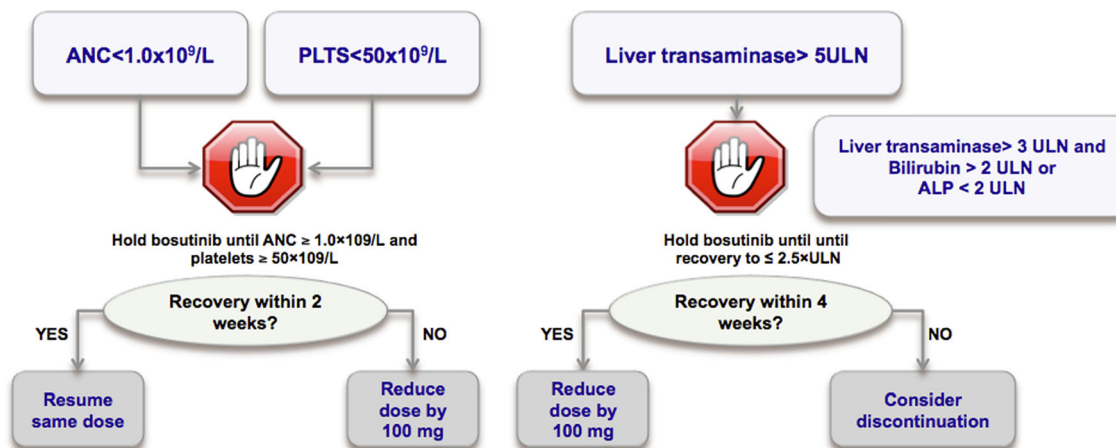 ANC<1.0x10⁹/L
PLTS<50x10⁹/L
Hold bosutinib until ANC ≥ 1.0×109/L and
platelets ≥ 50×109/L
Recovery within 2
weeks?
YES
NO
Resume
same dose
Reduce
dose by
100 mg
Liver transaminase> 5ULN
Liver transaminase> 3 ULN and
Bilirubin > 2 ULN or
ALP < 2 ULN
Hold bosutinib until until
recovery to ≤ 2.5×ULN
Recovery within 4
weeks?
YES
NO
Reduce
dose by
100 mg
Consider
discontinuation